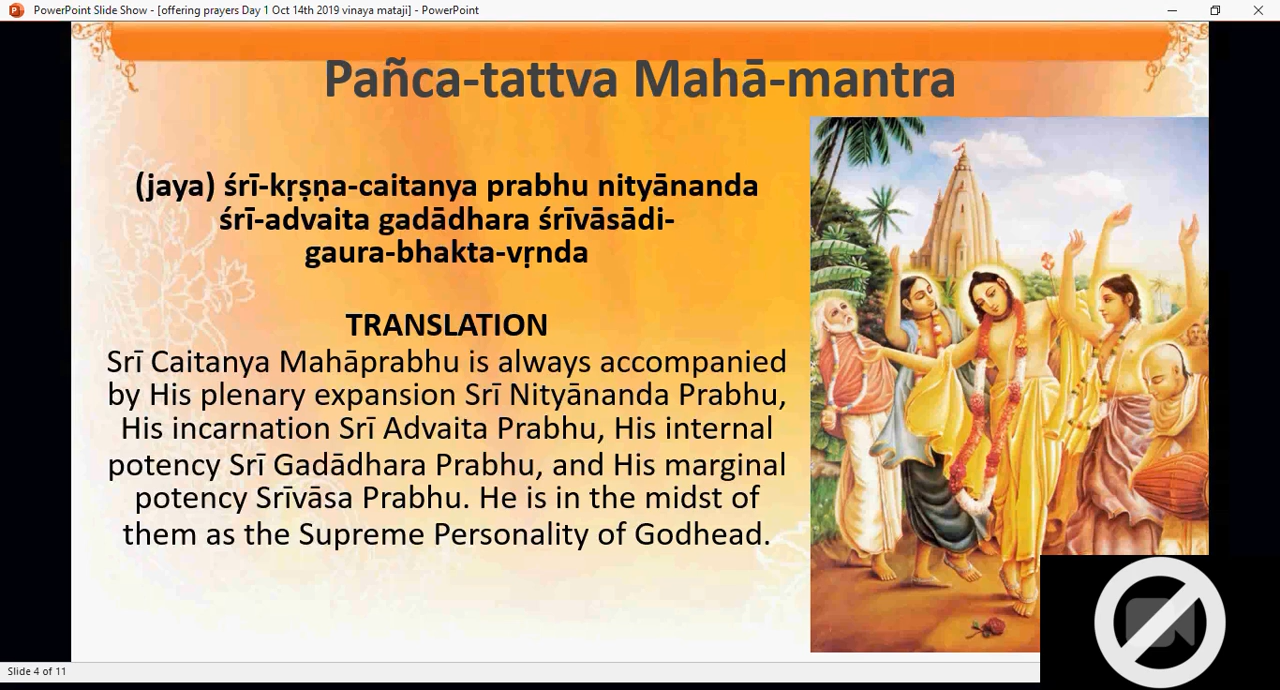 PowerPoint Slide Show - [offering prayers Day 1 Oct 14th 2019 vinaya mataji] - PowerPoint
Pañca-tattva Mahā-mantra
(jaya) śrī-kṛṣṇa-caitanya prabhu nityānanda
śrī-advaita gadādhara śrīvāsādi-
gaura-bhakta-vṛnda
TRANSLATION
Srī Caitanya Mahāprabhu is always accompanied
by His plenary expansion Srī Nityānanda Prabhu,
His incarnation Srī Advaita Prabhu, His internal
potency Srī Gadādhara Prabhu, and His marginal
potency Srīvāsa Prabhu. He is in the midst of
them as the Supreme Personality of Godhead.
Slide 4 of 11